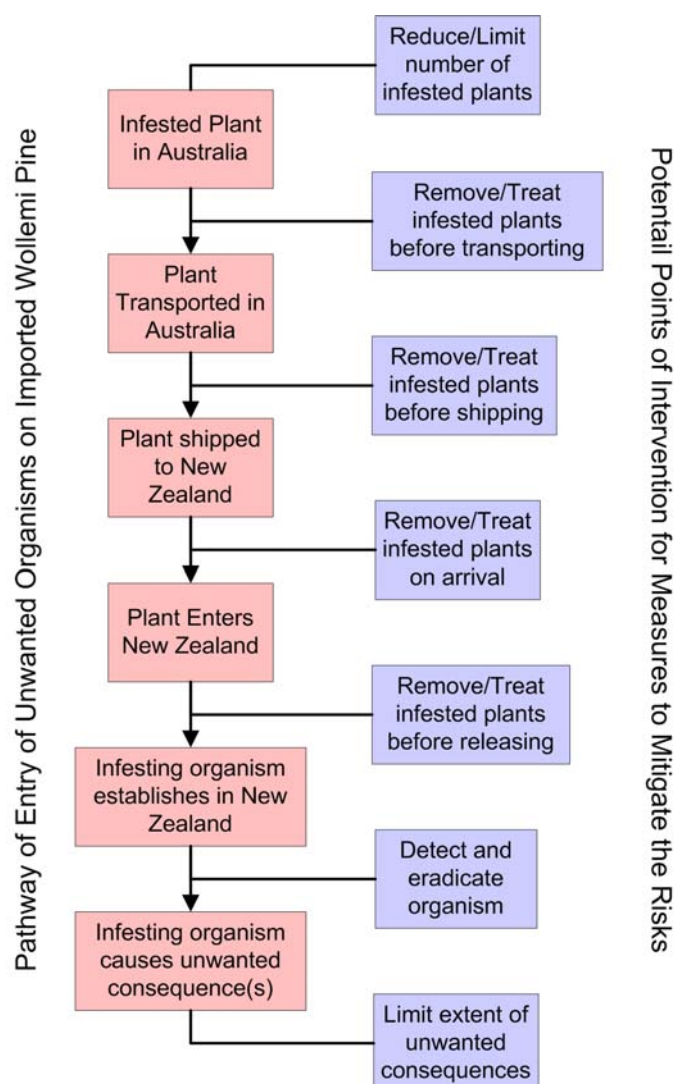 Pathway of Entry of Unwanted Organisms on Imported Wollemi Pine
Reduce/Limit
number of
infested plants
Infested Plant
in Australia
Remove/Treat
infested plants
before transporting
Plant
Transported in
Australia
Remove/Treat
infested plants
before shipping
Plant shipped
to New
Zealand
Remove/Treat
infested plants
on arrival
Plant Enters
New Zealand
Remove/Treat
infested plants
before releasing
Infesting organism
establishes in New
Zealand
Detect and
eradicate
organism
Infesting organism
causes unwanted
consequence(s)
Limit extent of
unwanted
consequences
Potentail Points of Intervention for Measures to Mitigate the Risks